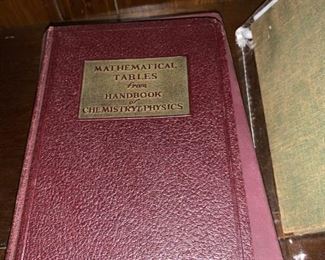 MATHEMATICAL
TABLES
from
HANDBOOK
of
CHEMISTRY & PHYSICS